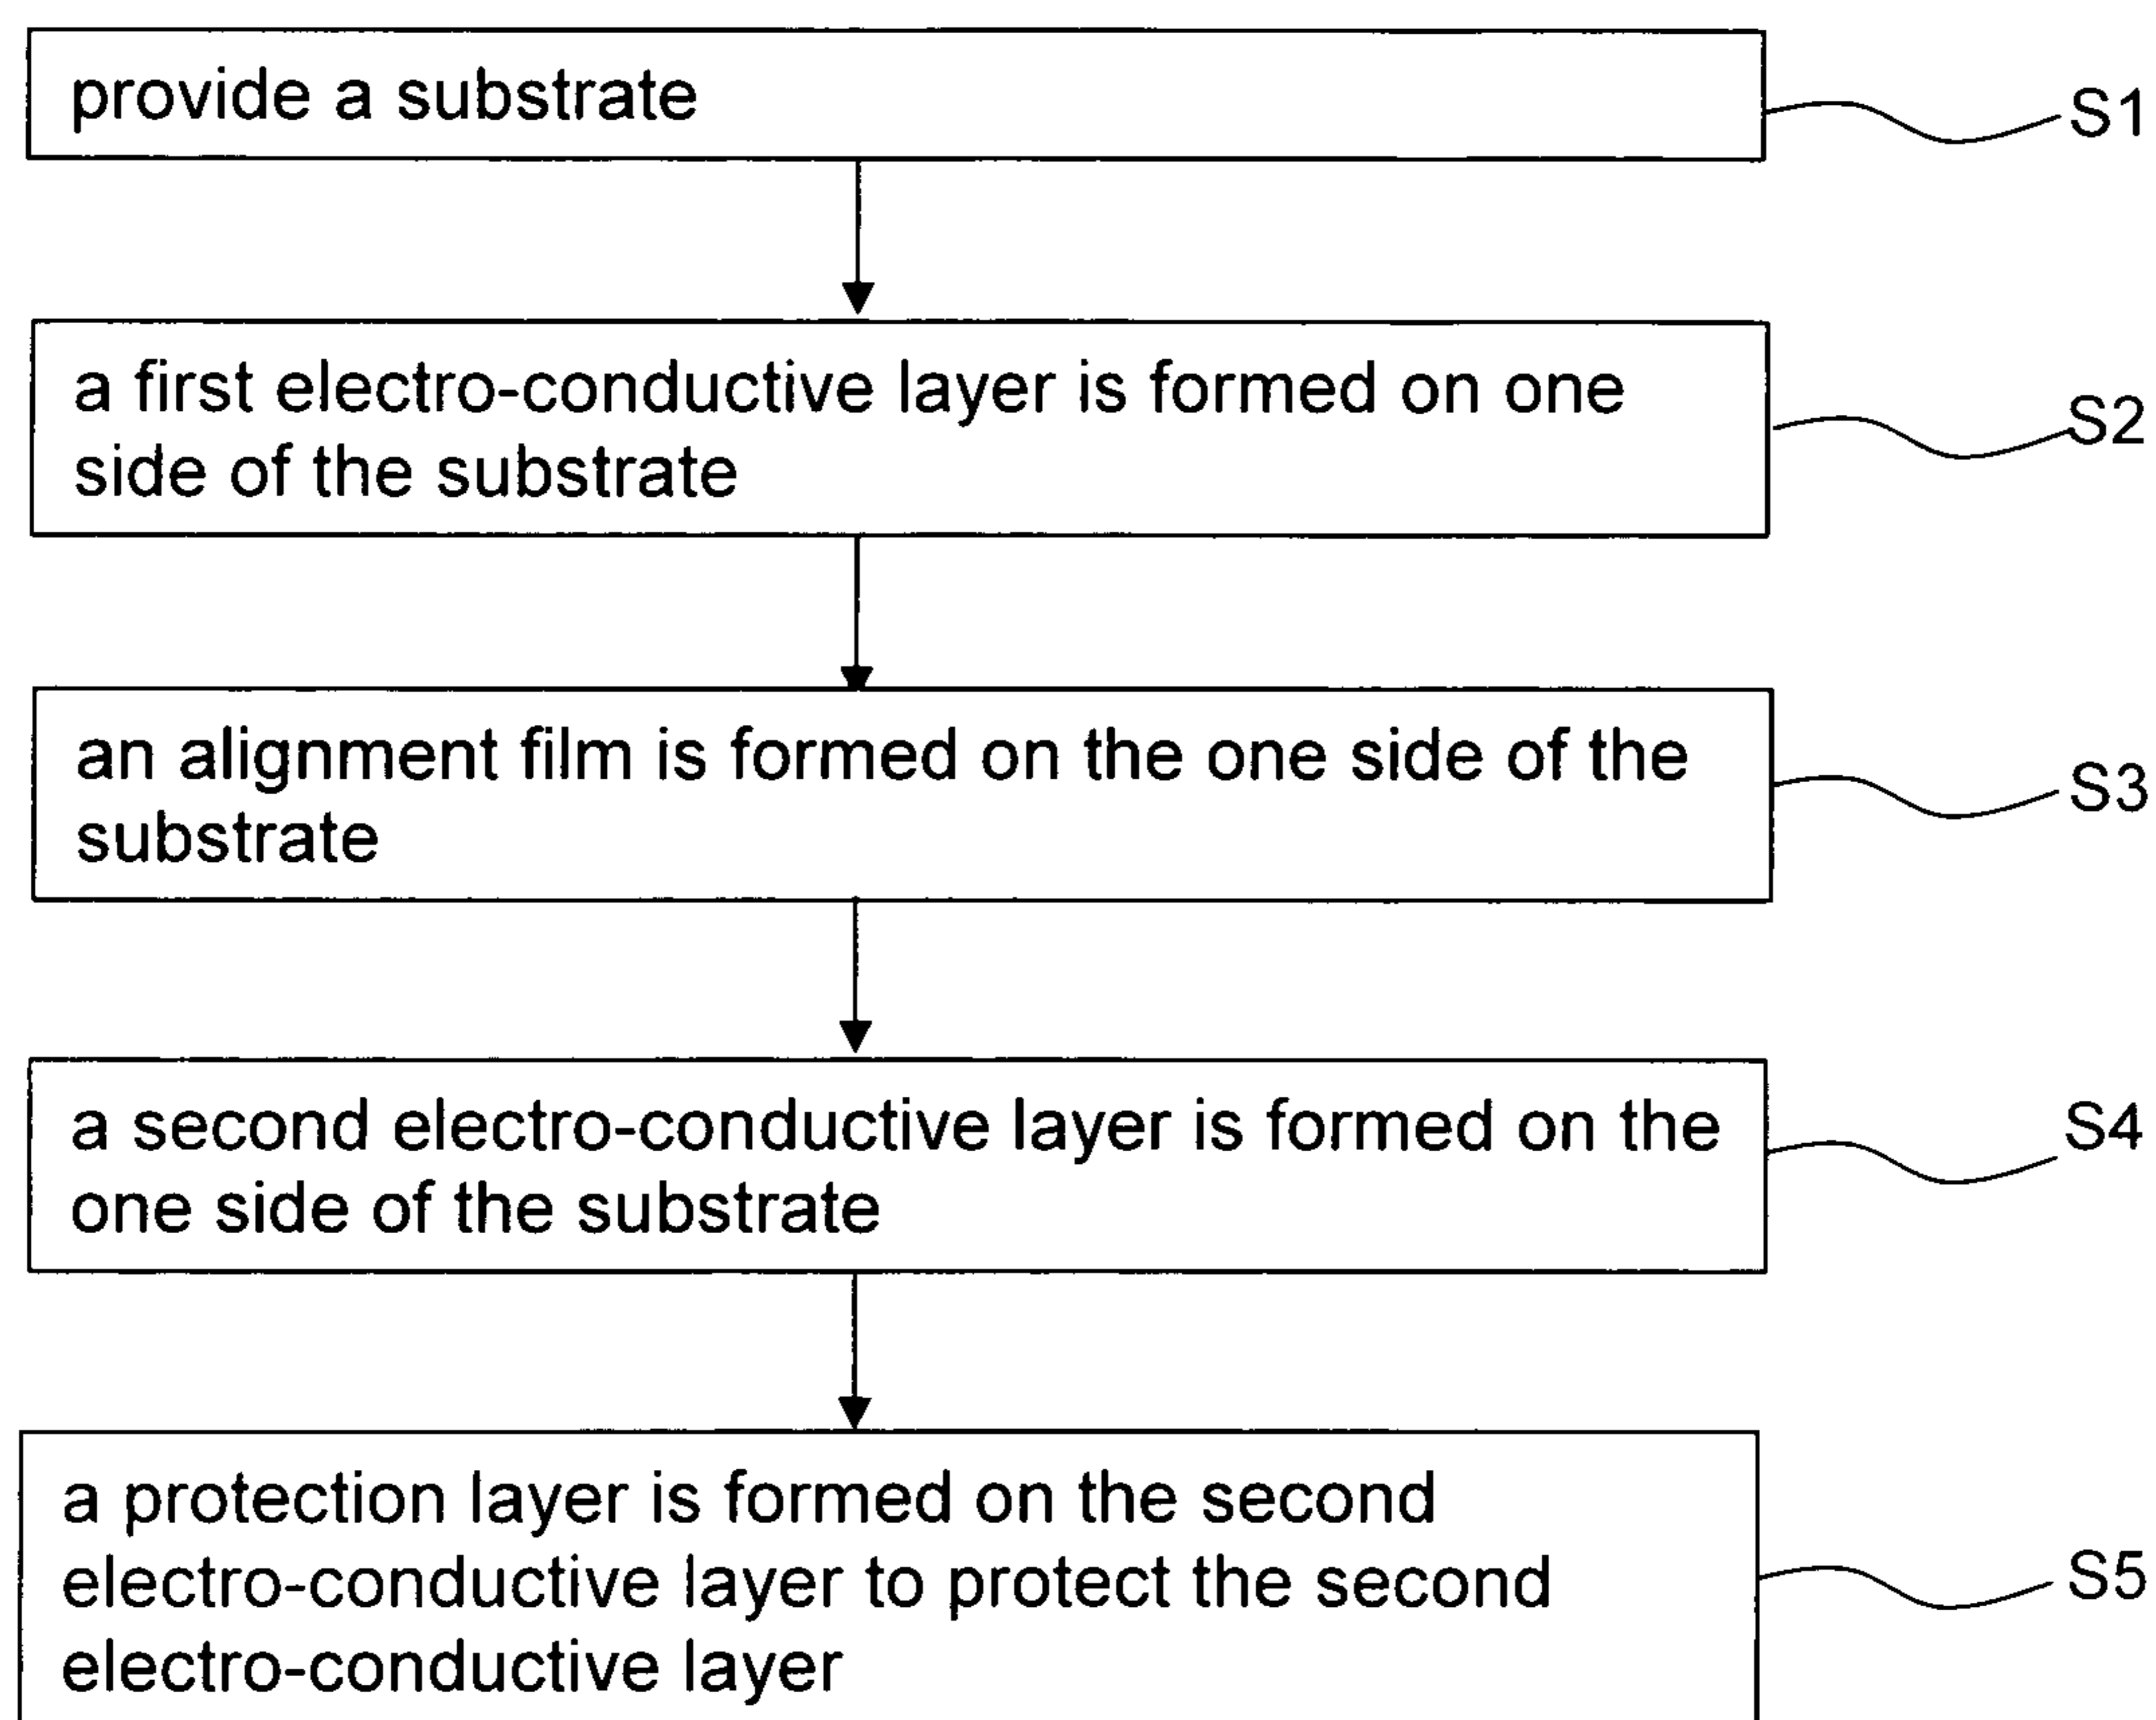 provide a substrate
S1
a first electro-conductive layer is formed on one
side of the substrate
S2
an alignment film is formed on the one side of the
substrate
S3
a second electro-conductive layer is formed on the
one side of the substrate
S4
a protection layer is formed on the second
electro-conductive layer to protect the second
electro-conductive layer
S5